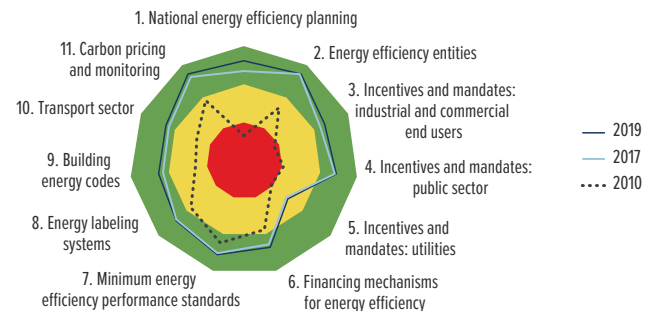 1. National energy efficiency planning
2. Energy efficiency entities
3. Incentives and mandates:
industrial and commercial
end users
4. Incentives and mandates:
public sector
5. Incentives and
mandates: utilities
6. Financing mechanisms
for energy efficiency
7. Minimum energy
efficiency performance standards
8. Energy labeling
systems
9. Building
energy codes
10. Transport sector
11. Carbon pricing
and monitoring
2019
2017
2010